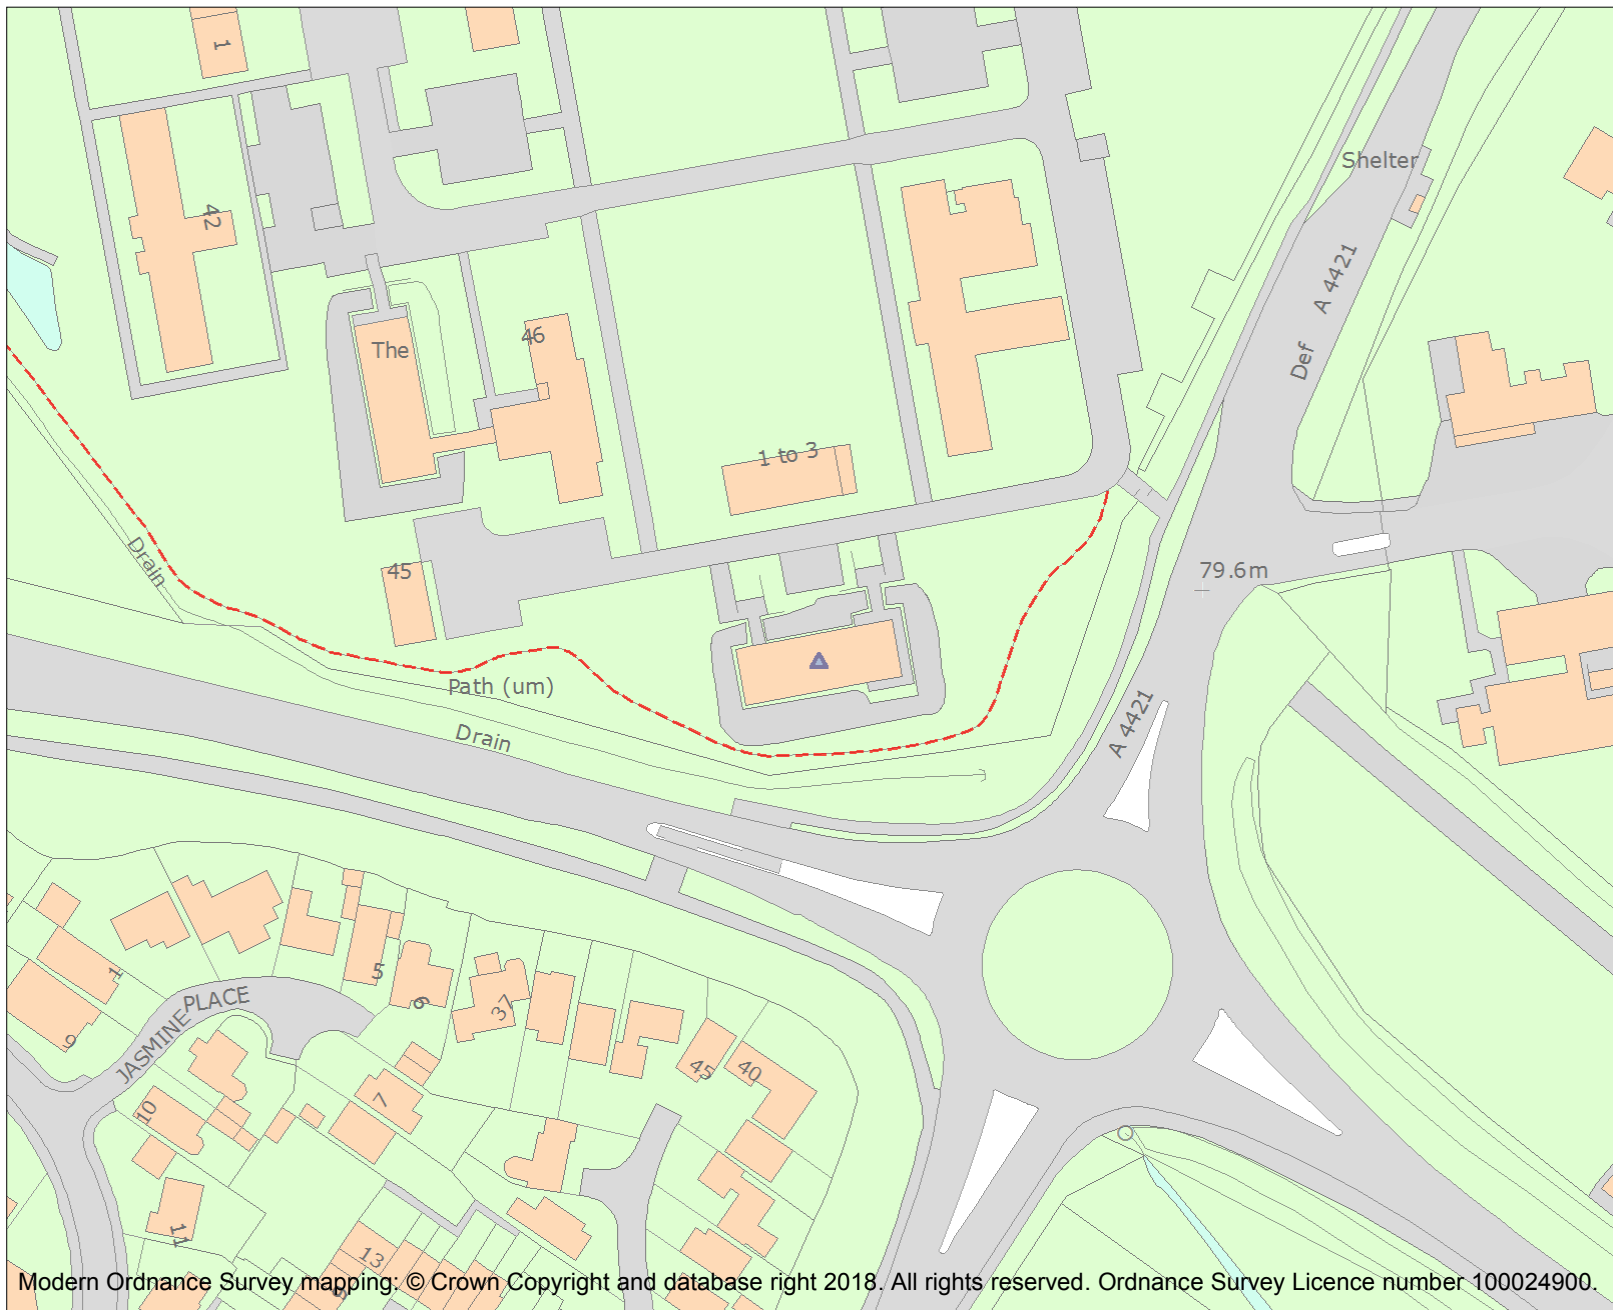 1
Shelter
42
A 4421
46
The
Def
1 to 3
Drain
45
79.6m
Path (um)
A 4421
Drain
1
5
6
PLACE
37
9
JASMINE
45
40
7
10
11
13
9
Modern Ordnance Survey mapping: © Crown Copyright and database right 2018. All rights reserved. Ordnance Survey Licence number 100024900.